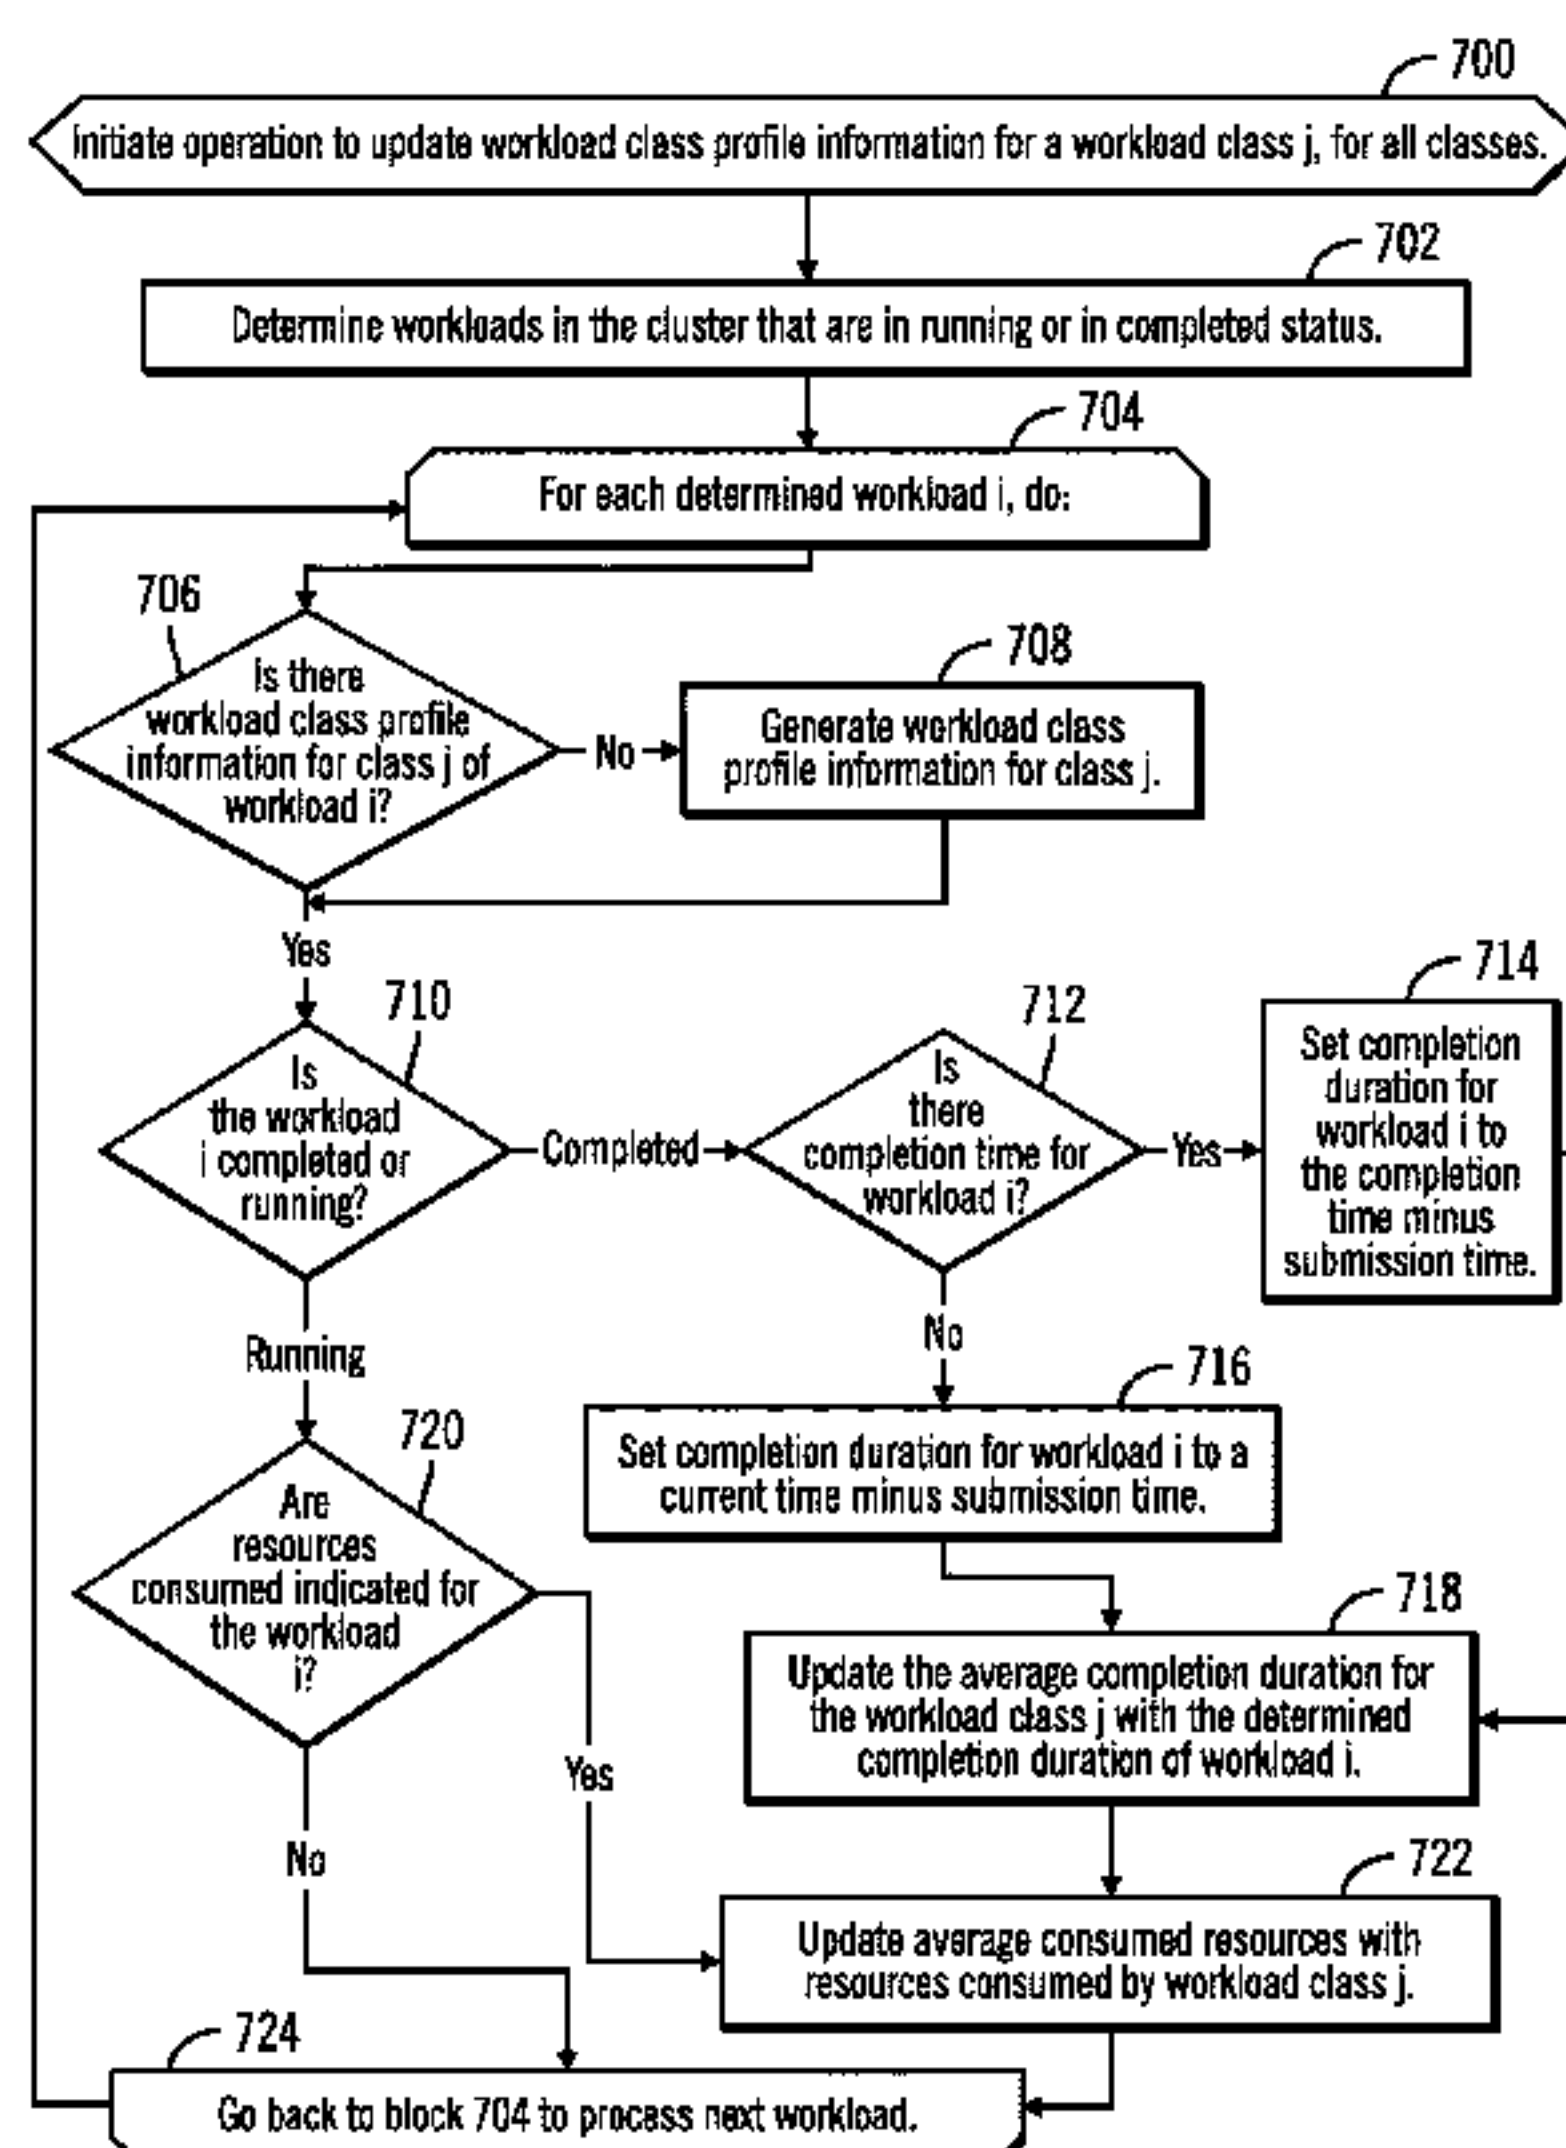 700
Initiate operation to update workload class profile information for a workload class j, for all classes.
702
Determine workloads in the cluster that are in running or in completed status.
704
For each determined workload i, do:
706
Is there
workload class profile
information for class j of
workload i?
No
708
Generate workload class
profile information for class j.
Yes
710
Is
the workload
i completed or
running?
Completed
712
Is
there
completion time for
workload i?
Yes
714
Set completion
duration for
workload i to
the completion
time minus
submission time.
No
716
Set completion duration for workload i to a
current time minus submission time.
Running
720
Are
resources
consumed indicated for
the workload
i?
718
Update the average completion duration for
the workload class j with the determined
completion duration of workload i.
Yes
No
722
Update average consumed resources with
resources consumed by workload class j.
724
Go back to block 704 to process next workload.